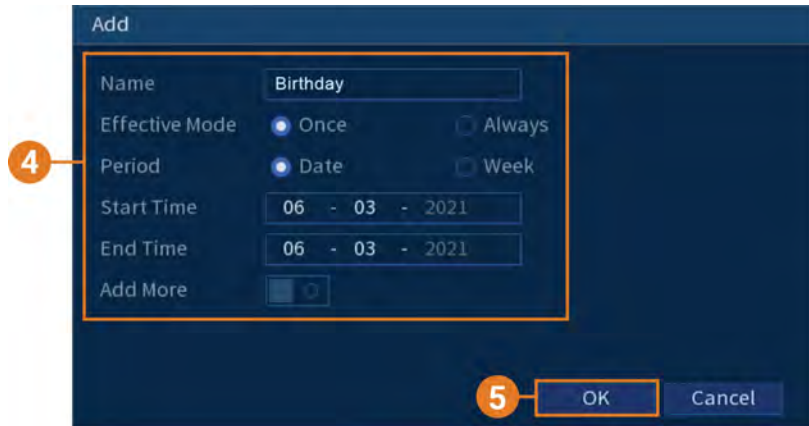 Add
Name Birthday
Effective Mode Once Always
4 Period Date Week
Start Time 06 - 03 - 2021
End Time 06 - 03 - 2021
Add More
5 OK Cancel